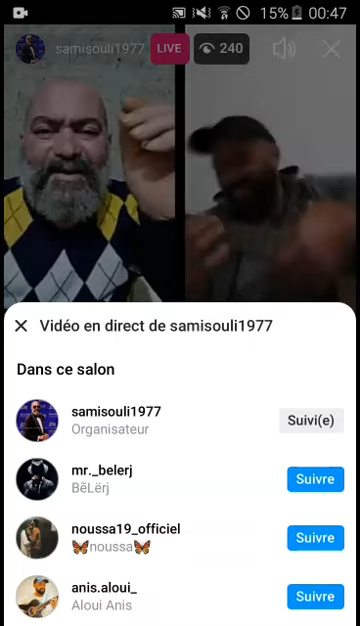 15% 00:47
samisouli1977 LIVE 240
Vidéo en direct de samisouli1977
Dans ce salon
samisouli1977
Organisateur
Suivi(e)
mr._belerj
BĕLërj
Suivre
noussa19_officiel
🦋noussa🦋
Suivre
anis.aloui_
Aloui Anis
Suivre